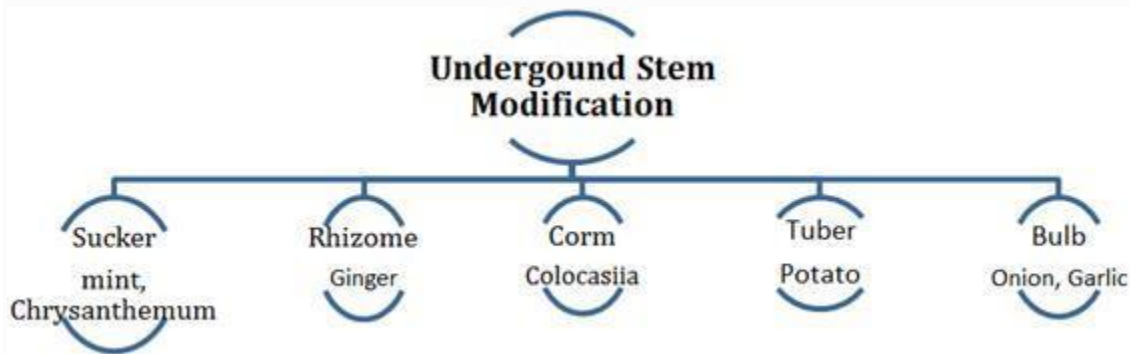 Undergound Stem
Modification
Sucker
mint,
Chrysanthemum
Rhizome
Ginger
Corm
Colocasiia
Tuber
Potato
Bulb
Onion, Garlic